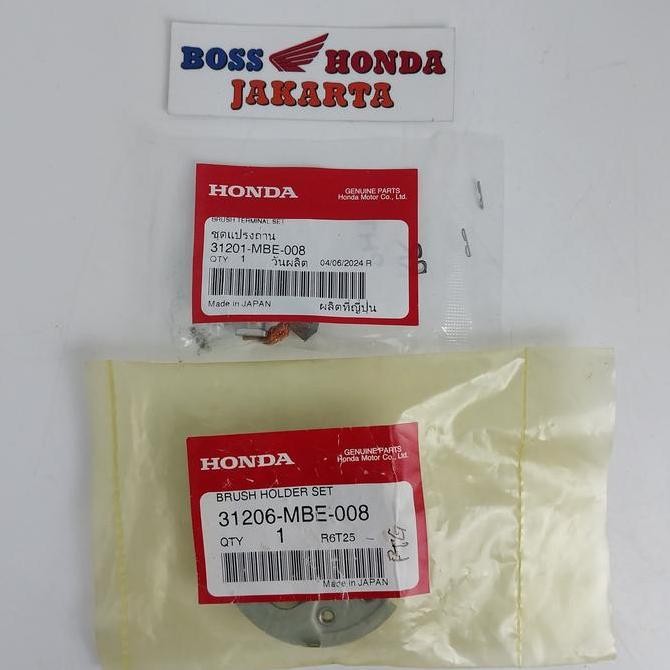 BOSS HONDA
JAKARTA
HONDA
GENUINE PARTS
Honda Motor Co., Ltd.
BRUSH TERMINAL SET
ชุดแปรงถ่าน
31201-MBE-008
QTY 1 วันผลิต 04/06/2024 R
Made in JAPAN ผลิตที่ญี่ปุ่น
HONDA
GENUINE PARTS
Honda Motor Co., Ltd.
BRUSH HOLDER SET
31206-MBE-008
QTY 1 R6T25
Made in JAPAN